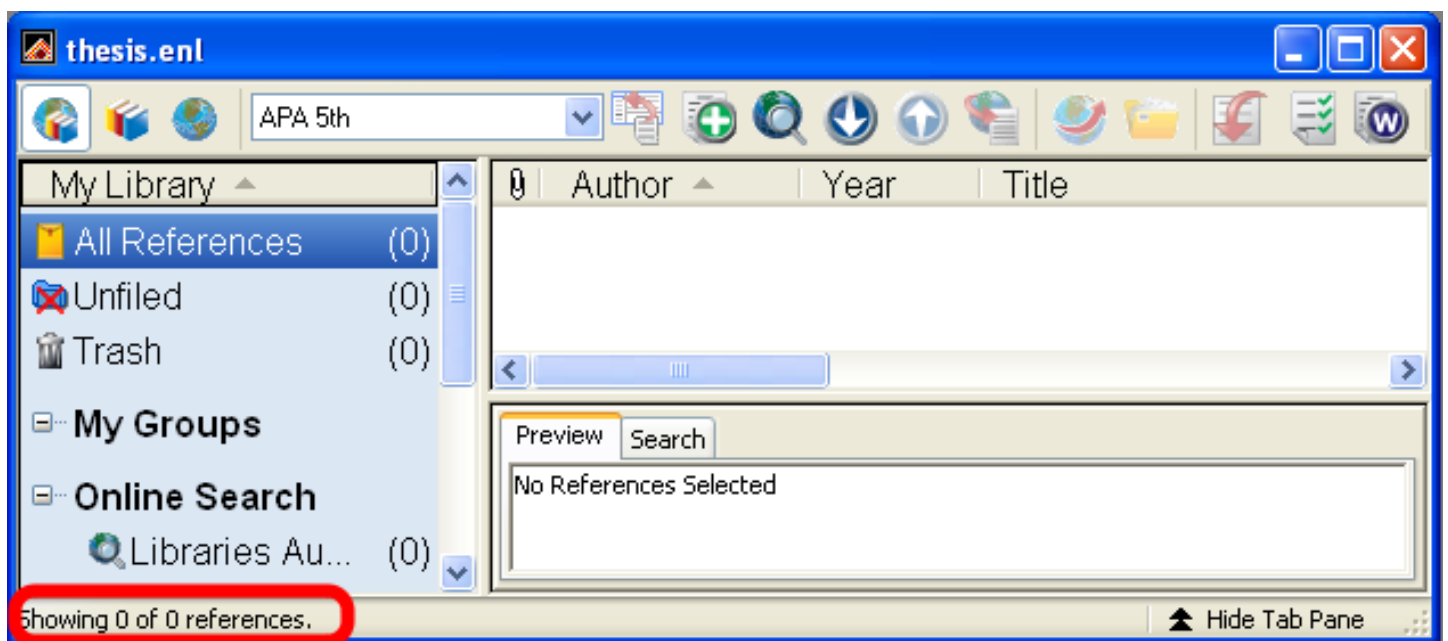 thesis.enl
APA 5th
W
My Library
All References (0)
Unfiled (0)
Trash (0)
My Groups
Online Search
Libraries Au... (0)
Author Year Title
Preview Search
No References Selected
Showing 0 of 0 references.
Hide Tab Pane